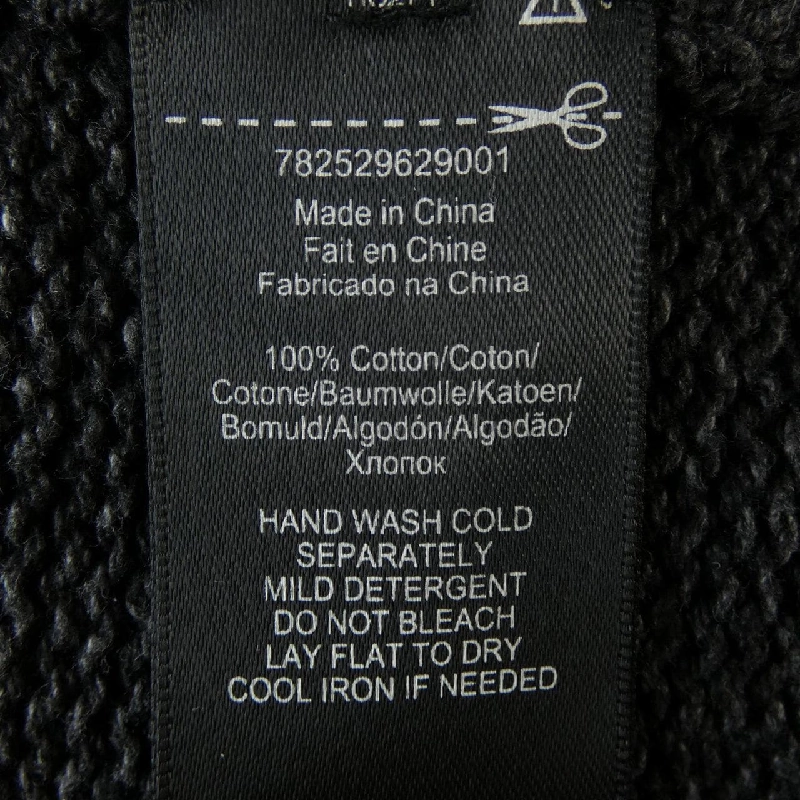 782529629001
Made in China
Fait en Chine
Fabricado na China
100% Cotton/Coton/
Cotone/Baumwolle/Katoen/
Bomuld/Algodón/Algodão/
Хлопок
HAND WASH COLD
SEPARATELY
MILD DETERGENT
DO NOT BLEACH
LAY FLAT TO DRY
COOL IRON IF NEEDED